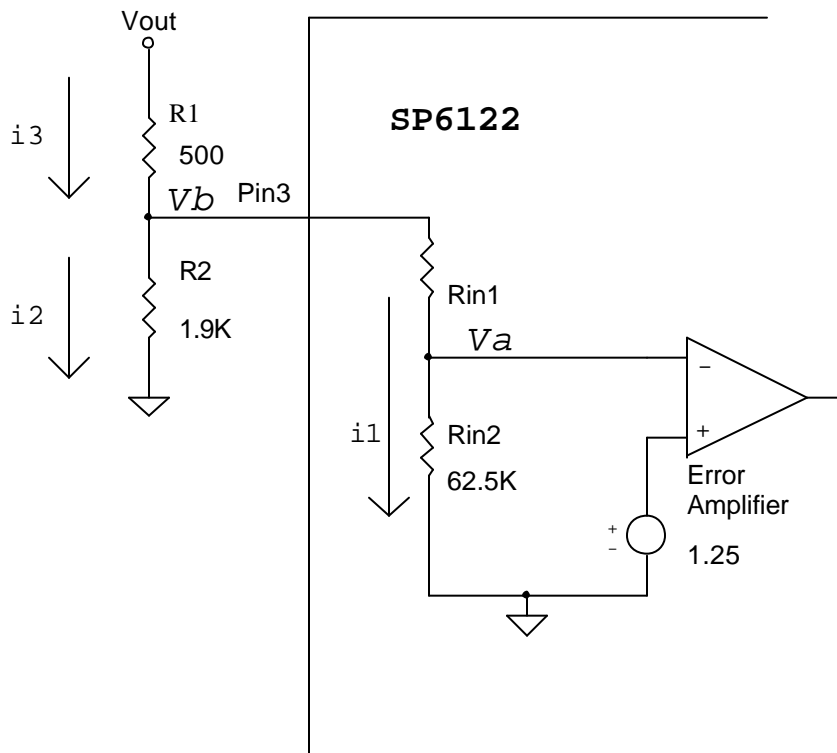 Vout
R1
500
i3
Vb
Pin3
SP6122
R2
1.9K
i2
Rin1
Va
i1
Rin2
62.5K
−
+
Error
Amplifier
+
−
1.25